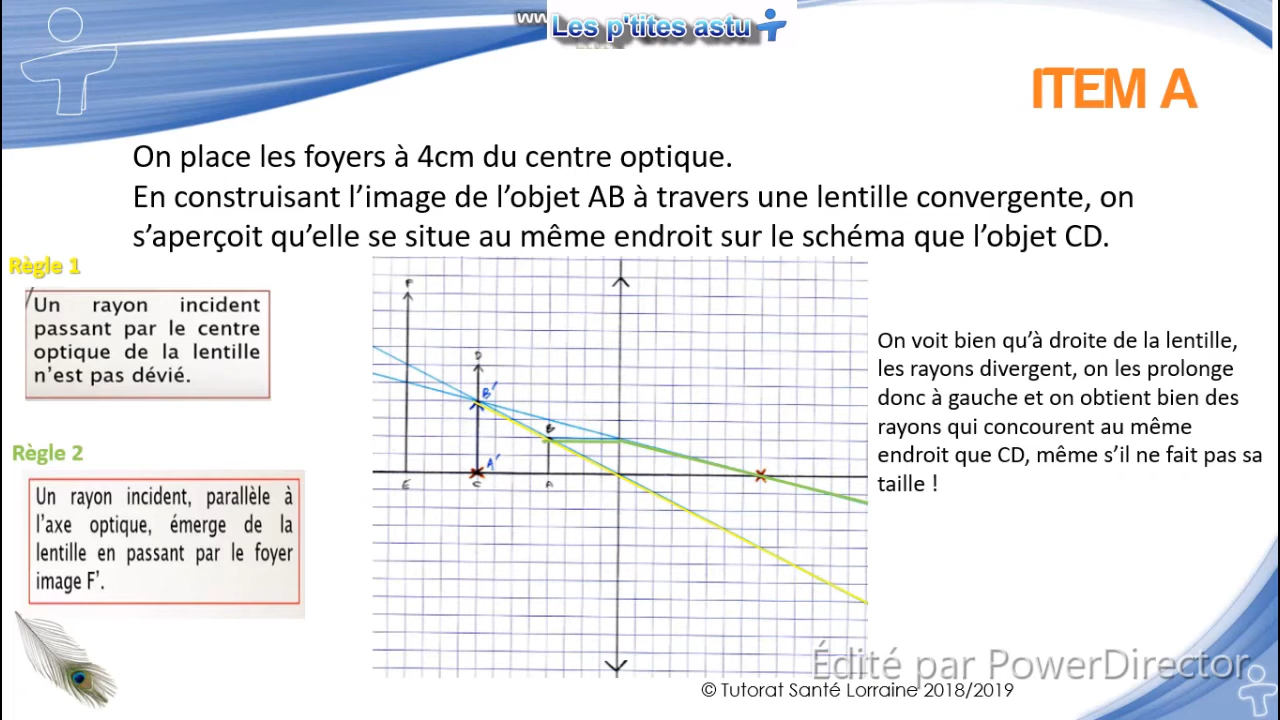 Les p'tites astu
ITEM A
On place les foyers à 4cm du centre optique.
En construisant l’image de l’objet AB à travers une lentille convergente, on
s’aperçoit qu’elle se situe au même endroit sur le schéma que l’objet CD.
Règle 1
Un rayon incident
passant par le centre
optique de la lentille
n’est pas dévié.
Règle 2
Un rayon incident, parallèle à
l’axe optique, émerge de la
lentille en passant par le foyer
image F’.
F
D
B'
B
A'
E
C
A
On voit bien qu’à droite de la lentille,
les rayons divergent, on les prolonge
donc à gauche et on obtient bien des
rayons qui concourent au même
endroit que CD, même s’il ne fait pas sa
taille !
Édité par PowerDirector
© Tutorat Santé Lorraine 2018/2019